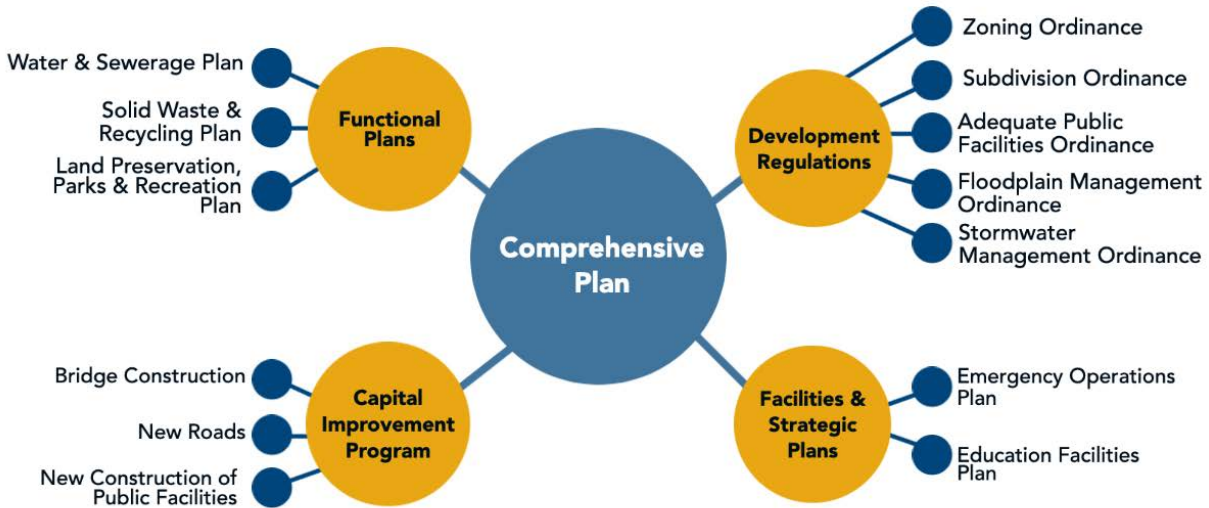 Comprehensive
Plan
Functional
Plans
Water & Sewerage Plan
Solid Waste &
Recycling Plan
Land Preservation,
Parks & Recreation
Plan
Development
Regulations
Zoning Ordinance
Subdivision Ordinance
Adequate Public
Facilities Ordinance
Floodplain Management
Ordinance
Stormwater
Management Ordinance
Capital
Improvement
Program
Bridge Construction
New Roads
New Construction of
Public Facilities
Facilities &
Strategic
Plans
Emergency Operations
Plan
Education Facilities
Plan